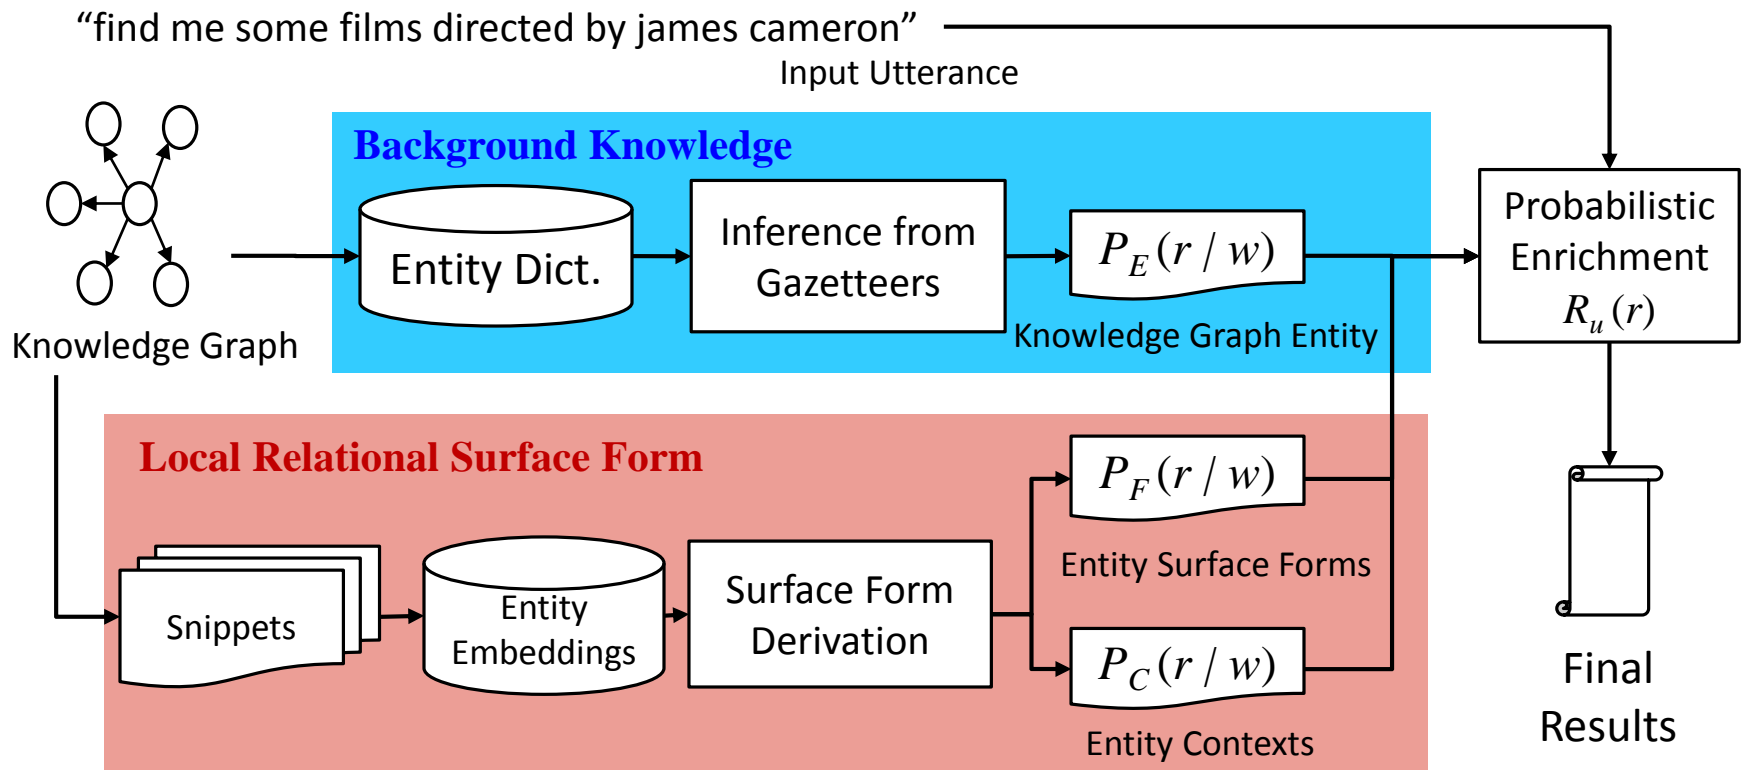 “find me some films directed by james cameron”
Input Utterance
Background Knowledge
Entity Dict.
Inference from
Gazetteers
P_E(r / w)
Knowledge Graph Entity
Probabilistic
Enrichment
R_u(r)
Knowledge Graph
Local Relational Surface Form
Snippets
Entity
Embeddings
Surface Form
Derivation
P_F(r / w)
Entity Surface Forms
P_C(r / w)
Entity Contexts
Final
Results